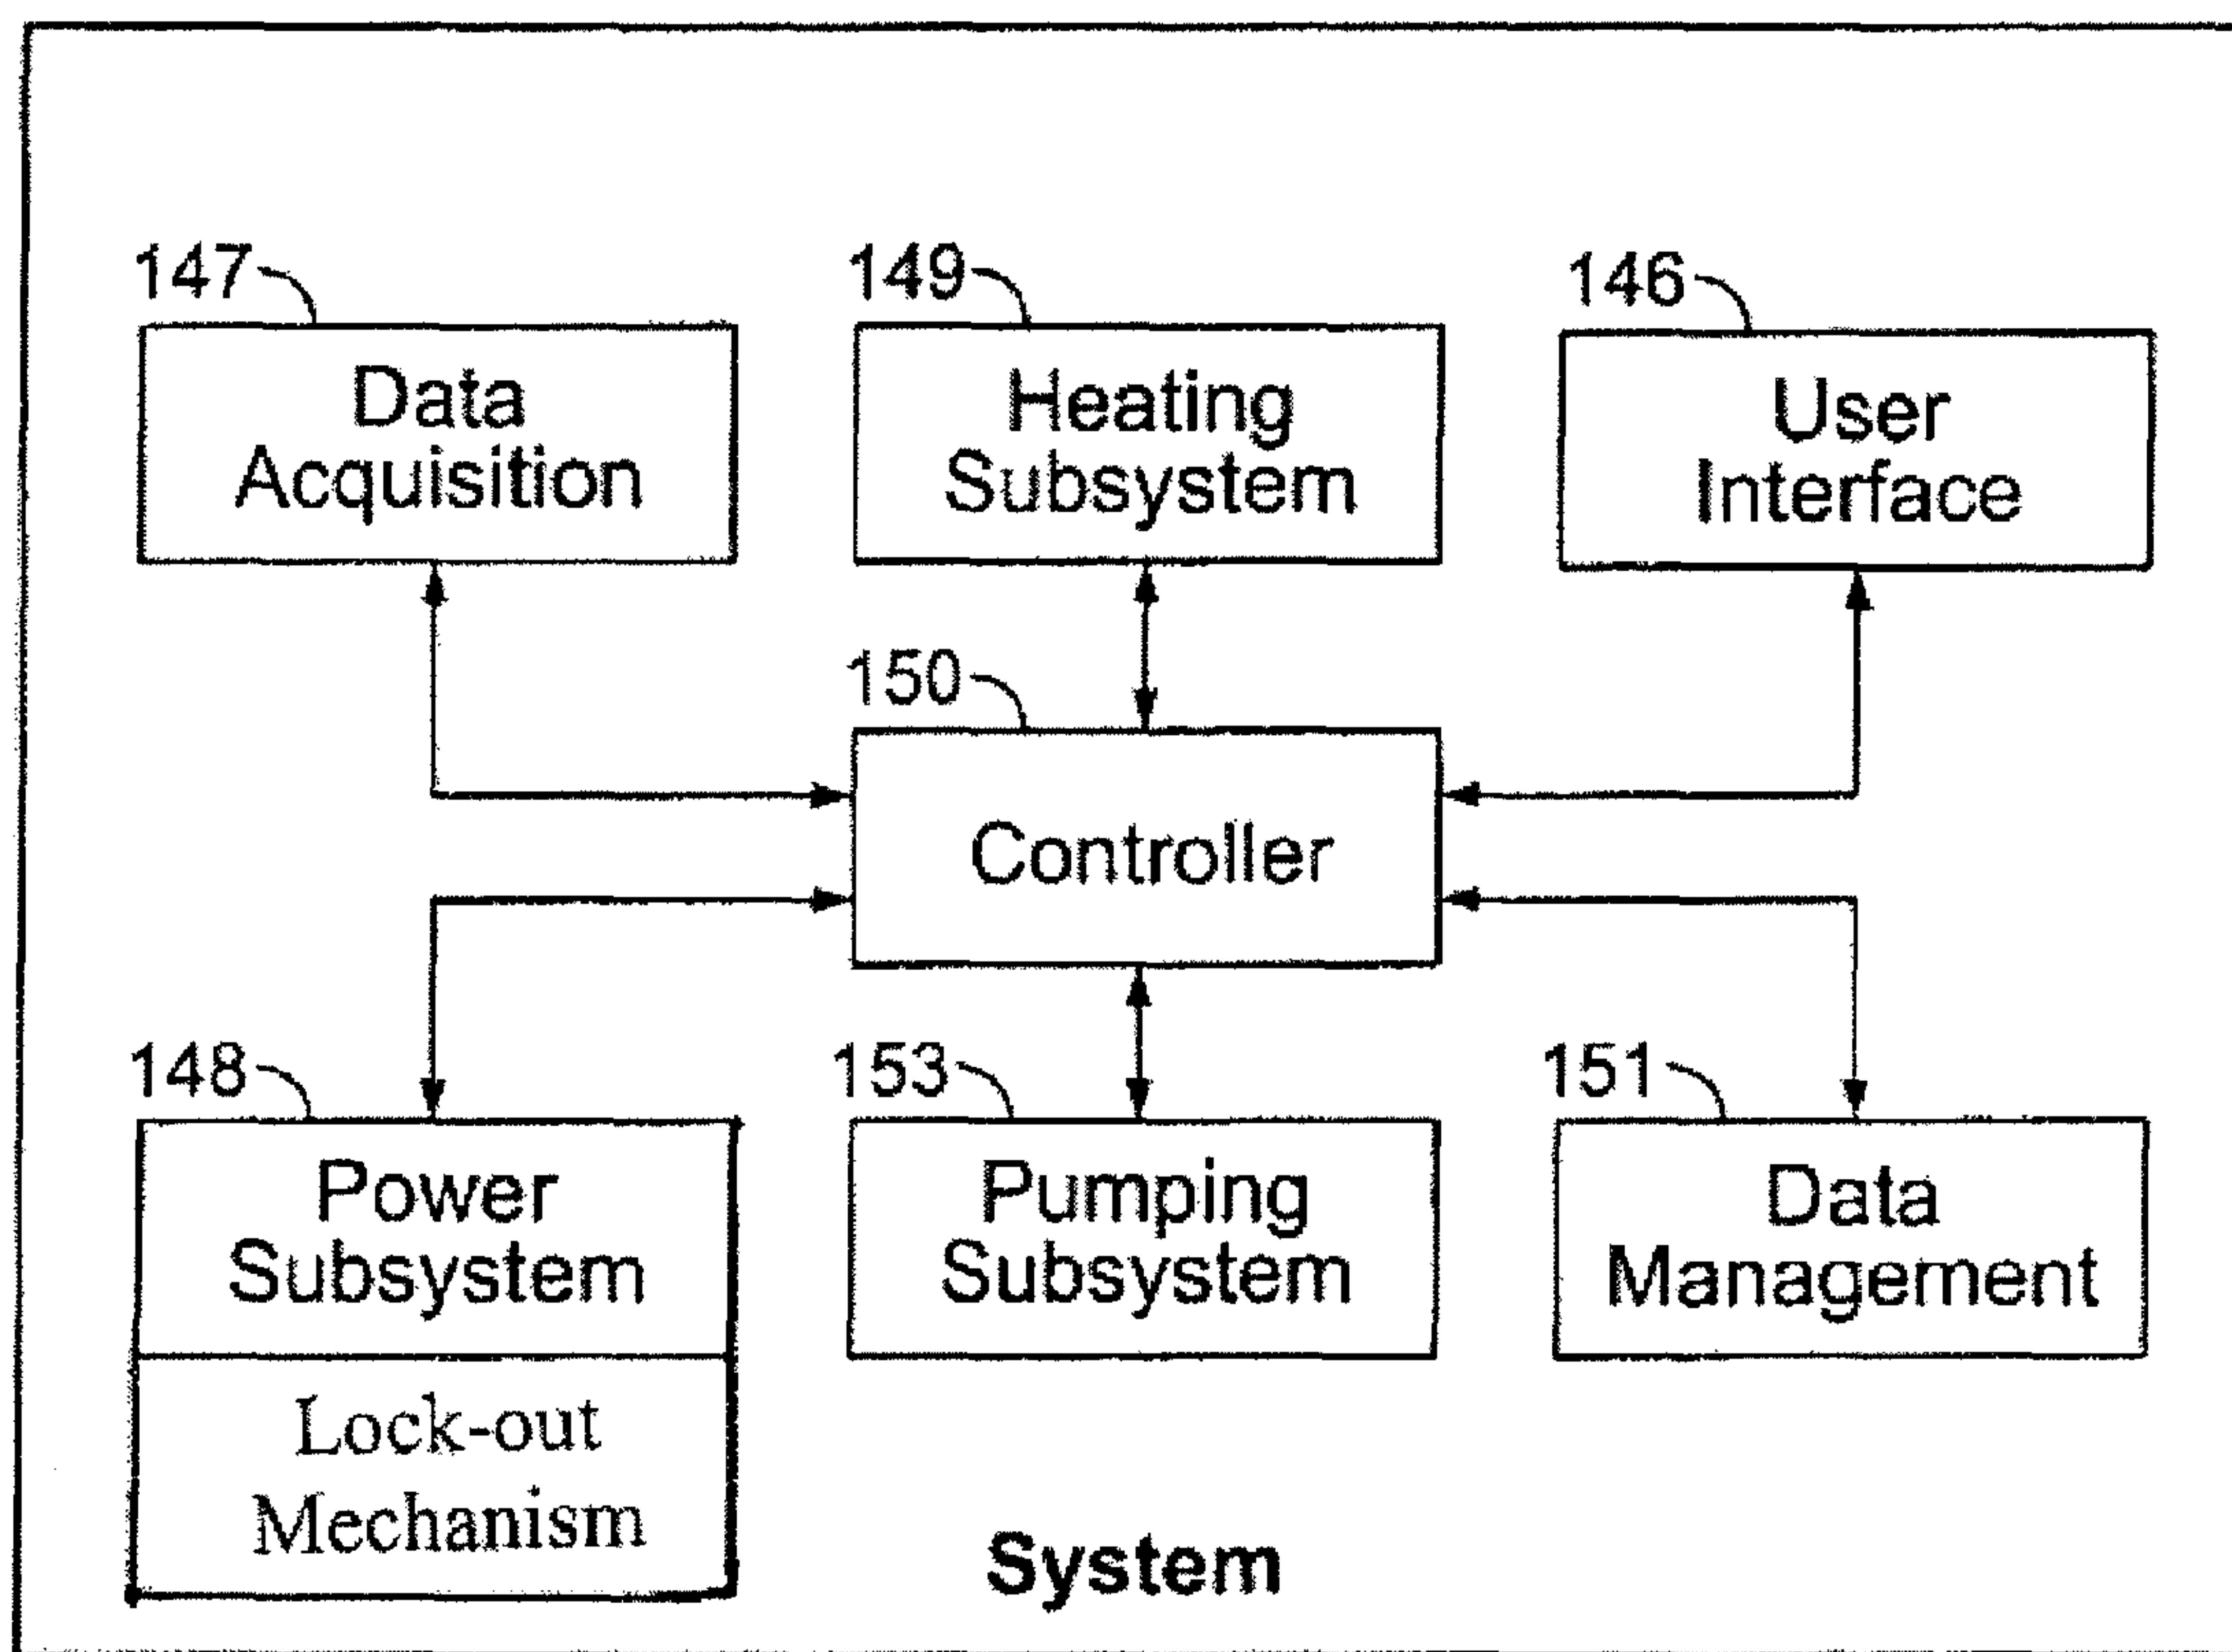 147
149
146
Data
Acquisition
Heating
Subsystem
User
Interface
150
Controller
148
153
151
Power
Subsystem
Pumping
Subsystem
Data
Management
Lock-out
Mechanism
System